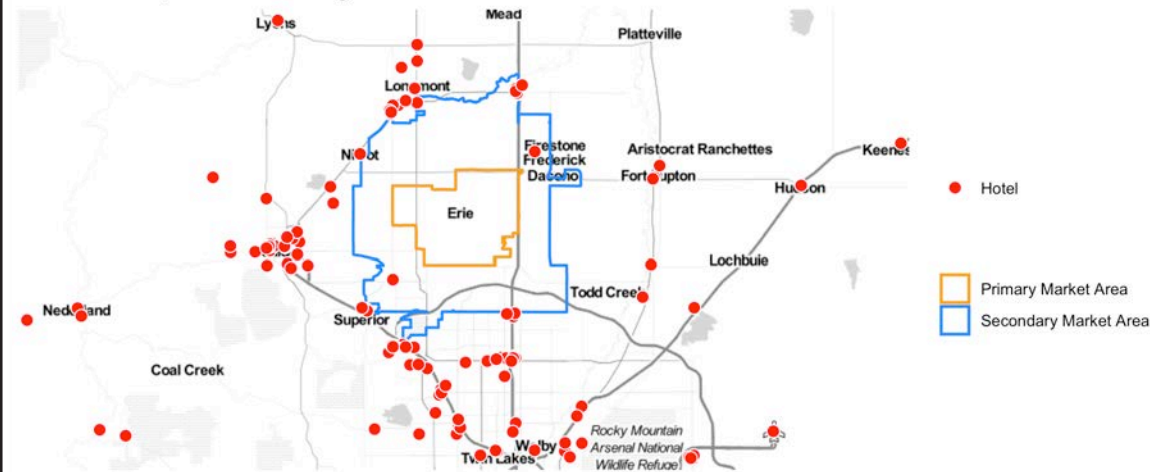 Lyons
Mead
Platteville
Longmont
Niwot
Firestone
Frederick
Dacono
Aristocrat Ranchettes
Fort Lupton
Keenes
Hudson
Hotel
Erie
Lochbuie
Primary Market Area
Todd Creek
Nederland
Superior
Secondary Market Area
Coal Creek
Rocky Mountain
Arsenal National
Wildlife Refuge
Welby
Twin Lakes